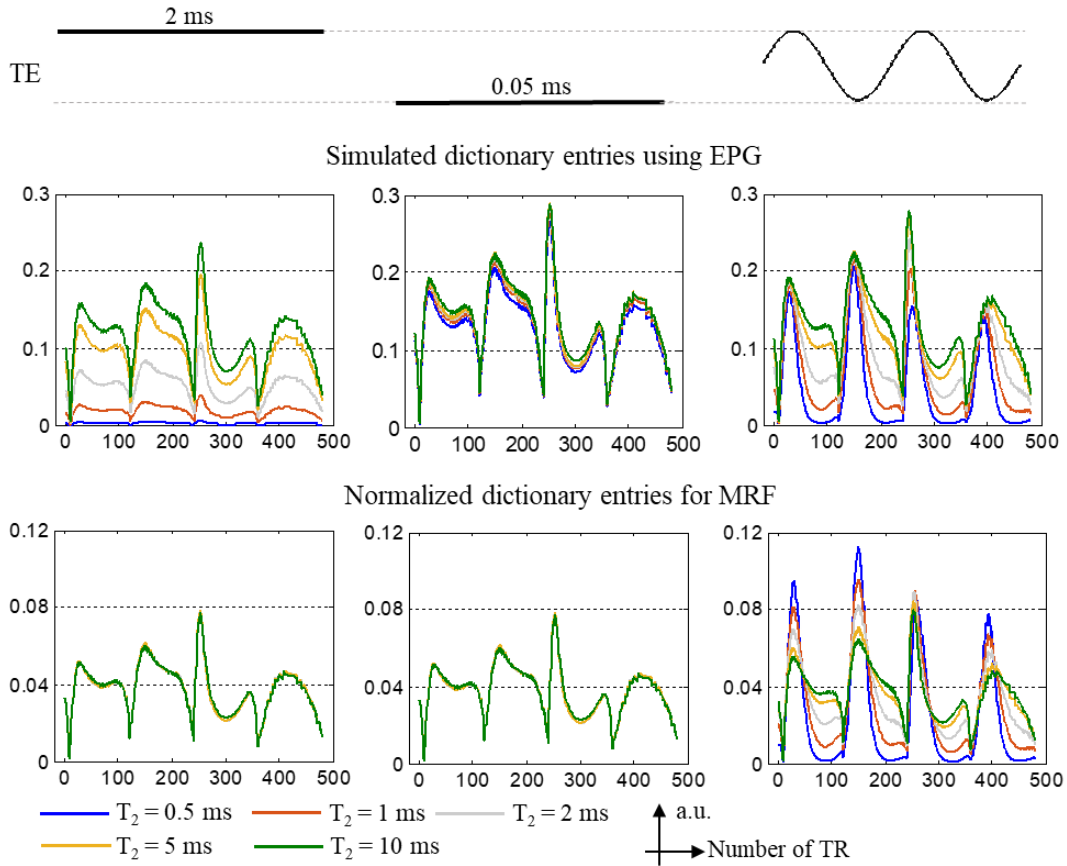 2 ms
TE
0.05 ms
Simulated dictionary entries using EPG
0.3
0.2
0.1
0
0 100 200 300 400 500
0.3
0.2
0.1
0
0 100 200 300 400 500
0.3
0.2
0.1
0
0 100 200 300 400 500
Normalized dictionary entries for MRF
0.12
0.08
0.04
0
0 100 200 300 400 500
0.12
0.08
0.04
0
0 100 200 300 400 500
0.12
0.08
0.04
0
0 100 200 300 400 500
T₂ = 0.5 ms
T₂ = 1 ms
T₂ = 2 ms
T₂ = 5 ms
T₂ = 10 ms
a.u.
Number of TR